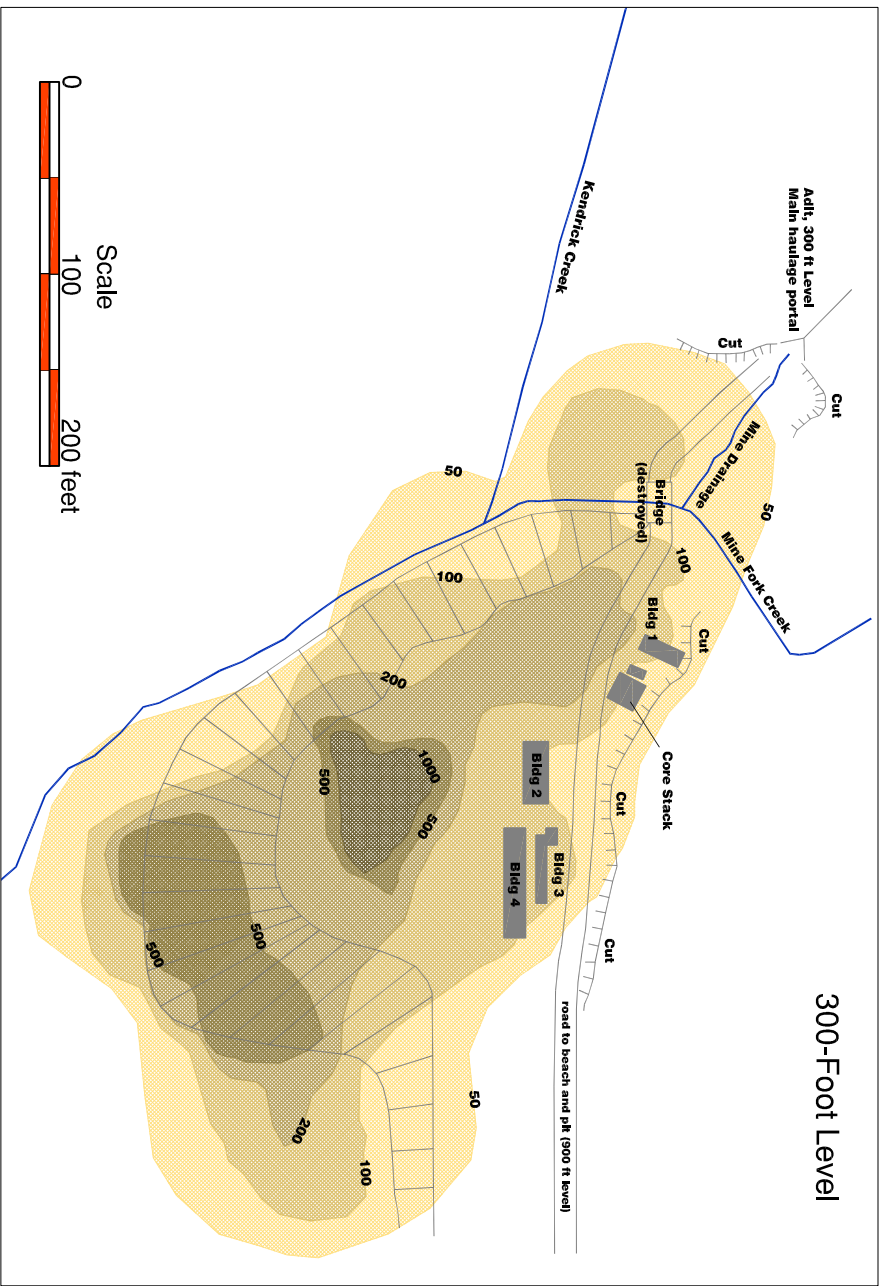 300-Foot Level
Adit, 300 ft Level
Main haulage portal
Cut
Cut
Mine Drainage
50
Mine Fork Creek
Kendrick Creek
Bridge
(destroyed)
100
Bldg 1
Cut
Core Stack
Cut
Cut
Bldg 2
Bldg 3
Bldg 4
road to beach and pit (900 ft level)
50
100
200
1000
500
500
500
500
50
200
100
Scale
0
100
200 feet